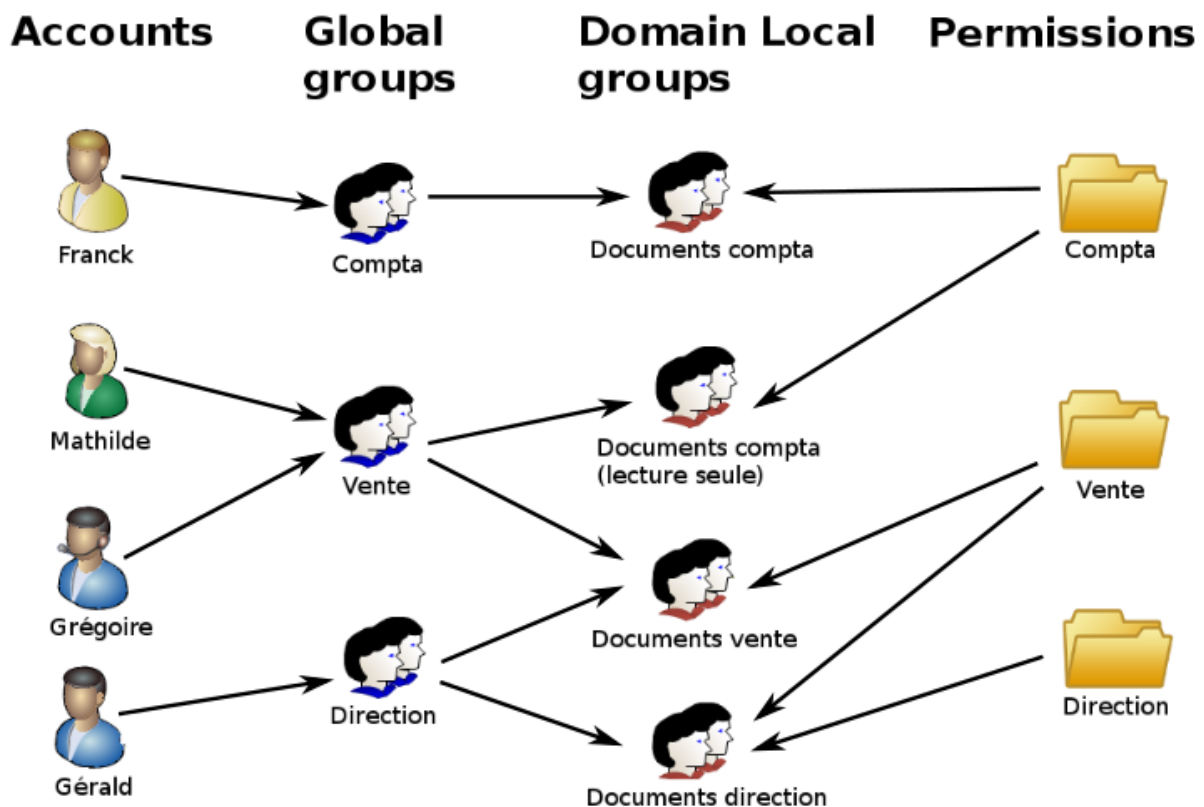 Accounts
Global
groups
Domain Local
groups
Permissions
Franck
Compta
Documents compta
Compta
Mathilde
Vente
Documents compta
(lecture seule)
Vente
Grégoire
Direction
Documents vente
Direction
Gérald
Documents direction